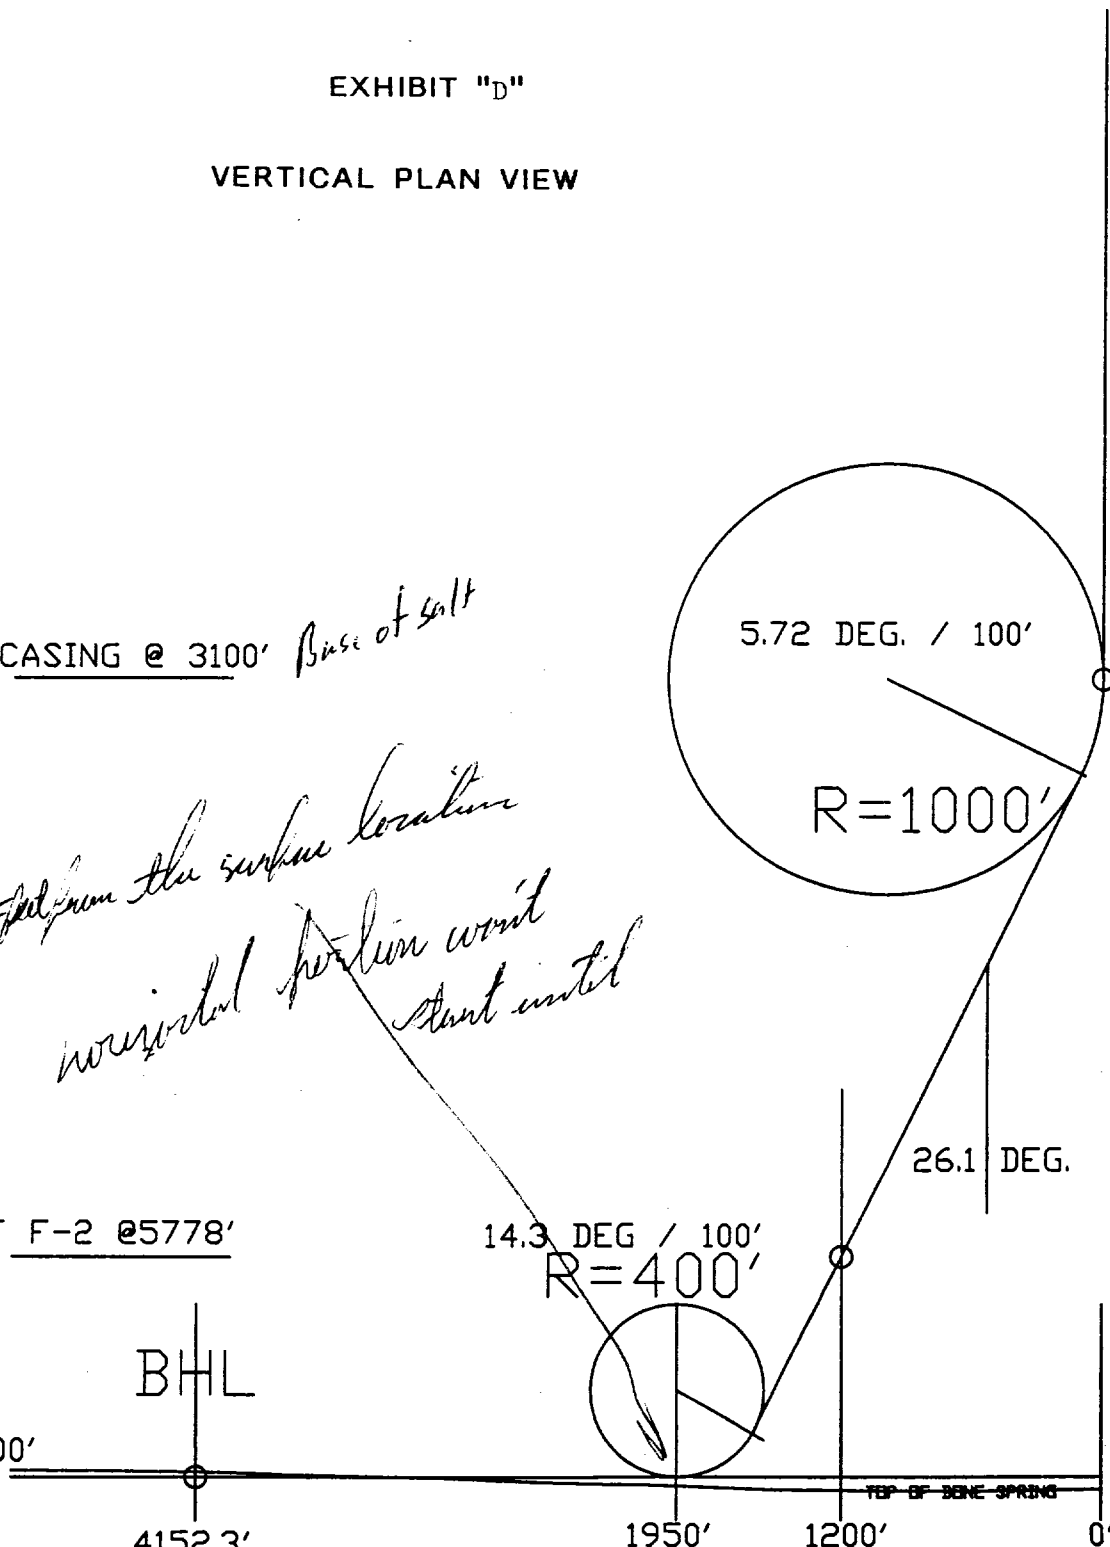 EXHIBIT "D"
VERTICAL PLAN VIEW
CASING @ 3100' Base of salt
5.72 DEG. / 100'
R=1000'
from the surface location
horizontal portion won't
start until
26.1 DEG.
F-2 @5778'
14.3 DEG / 100'
R=400'
BHL
00'
TOP OF BONE SPRING
4152.3'
1950'
1200'
0'